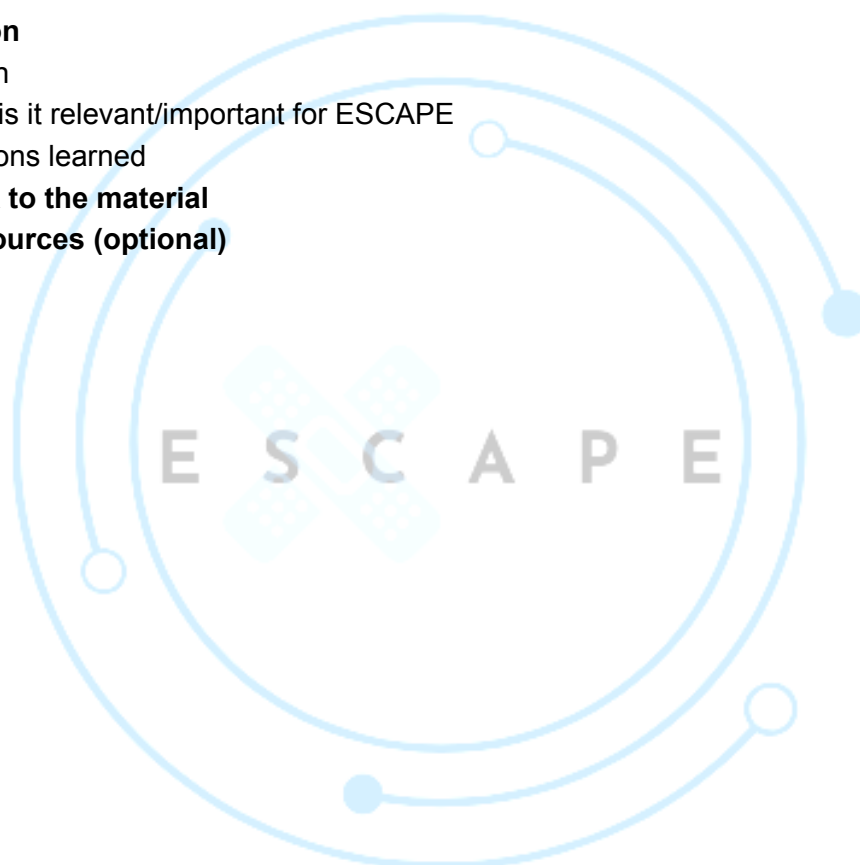 on
n
is it relevant/important for ESCAPE
ons learned
to the material
ources (optional)
E S C A P E